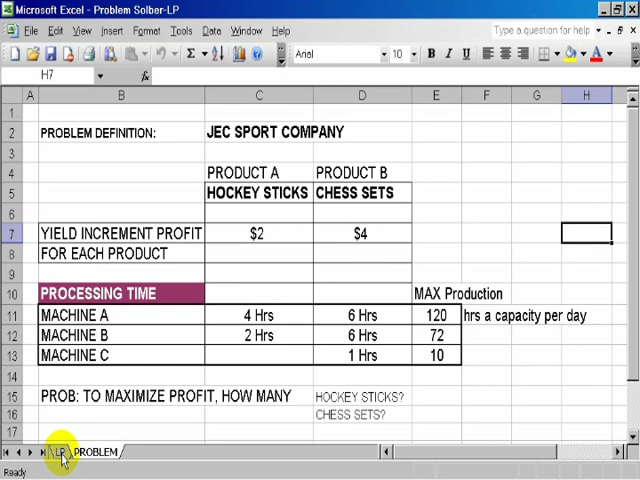 Microsoft Excel - Problem Solber-LP
File Edit View Insert Format Tools Data Window Help Type a question for help
Arial 10 B I U
H7 fx
A B C D E F G H
1
2 PROBLEM DEFINITION: JEC SPORT COMPANY
3
4 PRODUCT A PRODUCT B
5 HOCKEY STICKS CHESS SETS
6
7 YIELD INCREMENT PROFIT $2 $4
8 FOR EACH PRODUCT
9
10 PROCESSING TIME MAX Production
11 MACHINE A 4 Hrs 6 Hrs 120 hrs a capacity per day
12 MACHINE B 2 Hrs 6 Hrs 72
13 MACHINE C 1 Hrs 10
14
15 PROB: TO MAXIMIZE PROFIT, HOW MANY HOCKEY STICKS?
16 CHESS SETS?
17
LP PROBLEM
Ready